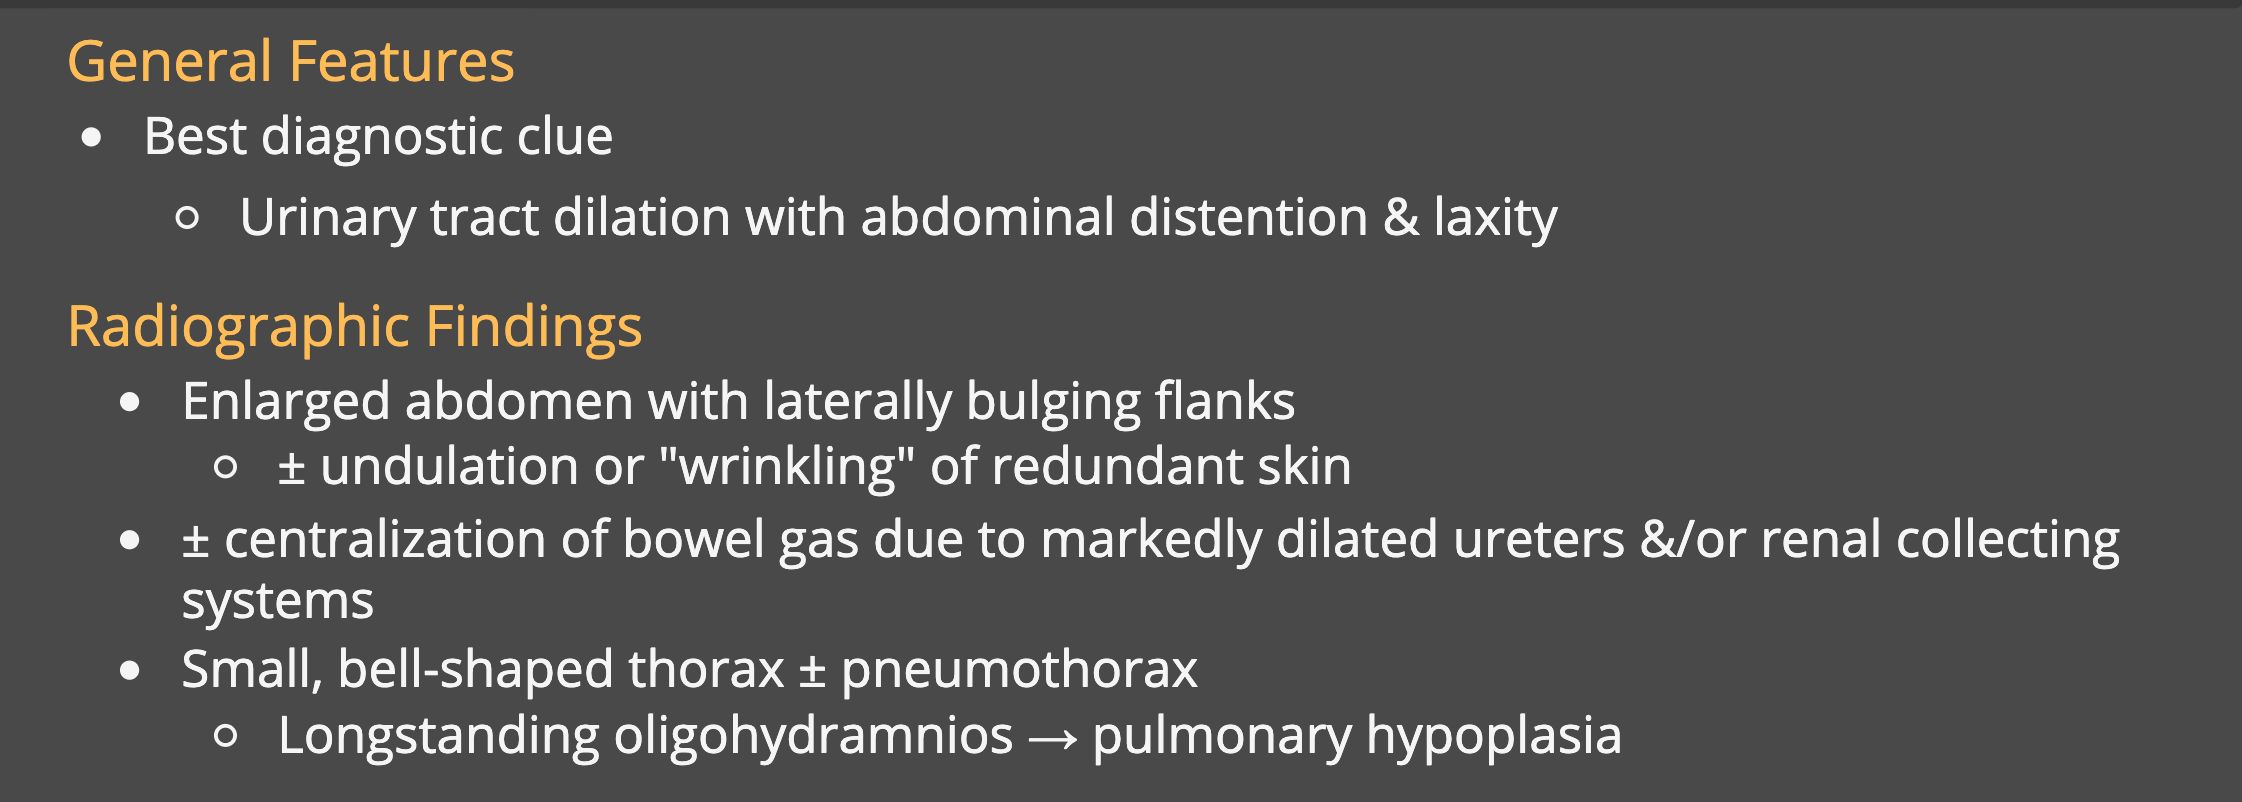 General Features
• Best diagnostic clue
○ Urinary tract dilation with abdominal distention & laxity
Radiographic Findings
• Enlarged abdomen with laterally bulging flanks
○ ± undulation or "wrinkling" of redundant skin
• ± centralization of bowel gas due to markedly dilated ureters &/or renal collecting
systems
• Small, bell-shaped thorax ± pneumothorax
○ Longstanding oligohydramnios → pulmonary hypoplasia